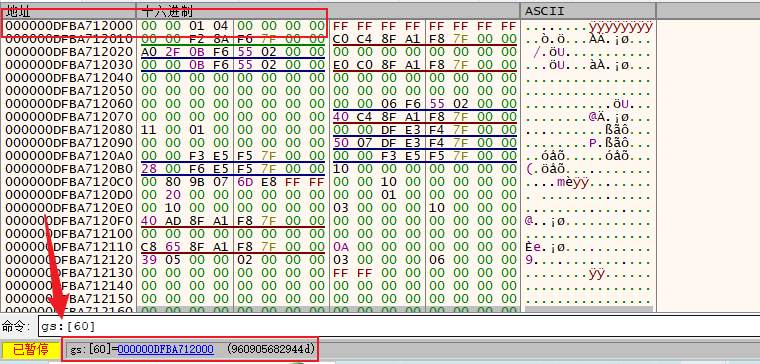 地址 十六进制 ASCII
000000DFBA712000 00 00 01 04 00 00 00 00 FF FF FF FF FF FF FF FF ........ÿÿÿÿÿÿÿÿ
000000DFBA712010 00 00 F2 8A F6 7F 00 00 C0 C4 8F A1 F8 7F 00 00 ..ò.ö...ÀÄ.¡ø...
000000DFBA712020 A0 2F 0B F6 55 02 00 00 00 00 00 00 00 00 00 00 /.öU...........
000000DFBA712030 00 00 0B F6 55 02 00 00 E0 C0 8F A1 F8 7F 00 00 ...öU...àÀ.¡ø...
000000DFBA712040 00 00 00 00 00 00 00 00 00 00 00 00 00 00 00 00 ................
000000DFBA712050 00 00 00 00 00 00 00 00 00 00 00 00 00 00 00 00 ................
000000DFBA712060 00 00 00 00 00 00 00 00 00 00 06 F6 55 02 00 00 ...........öU...
000000DFBA712070 00 00 00 00 00 00 00 00 40 C4 8F A1 F8 7F 00 00 ........@Ä.¡ø...
000000DFBA712080 11 00 01 00 00 00 00 00 00 00 DF E3 F4 7F 00 00 ..........ßãô...
000000DFBA712090 00 00 00 00 00 00 00 00 50 07 DF E3 F4 7F 00 00 ........P.ßãô...
000000DFBA7120A0 00 00 F3 E5 F5 7F 00 00 00 00 F3 E5 F5 7F 00 00 ..óåõ.....óåõ...
000000DFBA7120B0 28 00 F6 E5 F5 7F 00 00 10 00 00 00 00 00 00 00 (.öåõ...........
000000DFBA7120C0 00 80 9B 07 6D E8 FF FF 00 00 10 00 00 00 00 00 ....mèÿÿ........
000000DFBA7120D0 00 20 00 00 00 00 00 00 00 00 01 00 00 00 00 00 . ..............
000000DFBA7120E0 00 10 00 00 00 00 00 00 03 00 00 00 10 00 00 00 ................
000000DFBA7120F0 40 AD 8F A1 F8 7F 00 00 00 00 00 00 00 00 00 00 @..¡ø...........
000000DFBA712100 00 00 00 00 00 00 00 00 00 00 00 00 00 00 00 00 ................
000000DFBA712110 C8 65 8F A1 F8 7F 00 00 0A 00 00 00 00 00 00 00 Èe.¡ø...........
000000DFBA712120 39 05 00 00 02 00 00 00 03 00 00 00 06 00 00 00 9...............
000000DFBA712130 00 00 00 00 00 00 00 00 FF FF 00 00 00 00 00 00 ........ÿÿ......
000000DFBA712140 00 00 00 00 00 00 00 00 00 00 00 00 00 00 00 00 ................
000000DFBA712150 00 00 00 00 00 00 00 00 00 00 00 00 00 00 00 00 ................
命令: gs:[60]
已暂停 gs:[60]=000000DFBA712000 (960905682944d)